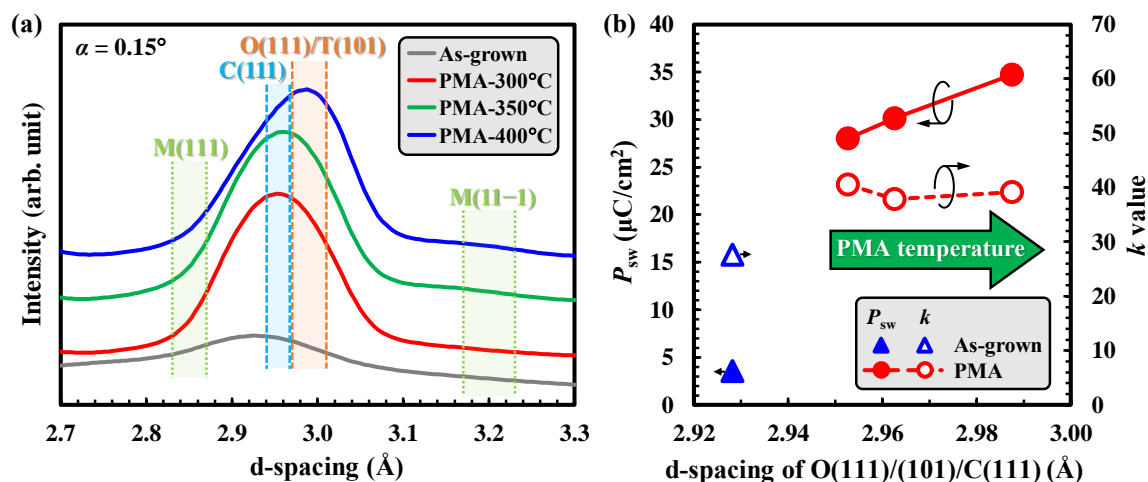 (a)
α = 0.15°
O(111)/T(101)
C(111)
M(111)
M(11−1)
As-grown
PMA-300°C
PMA-350°C
PMA-400°C
Intensity (arb. unit)
2.7 2.8 2.9 3.0 3.1 3.2 3.3
d-spacing (Å)
(b)
40 70
35 60
30 50
25
20 40
15 30
10 20
5 10
0 0
Psw (μC/cm²)
k value
PMA temperature
Psw k
As-grown
PMA
2.92 2.94 2.96 2.98 3.00
d-spacing of O(111)/(101)/C(111) (Å)